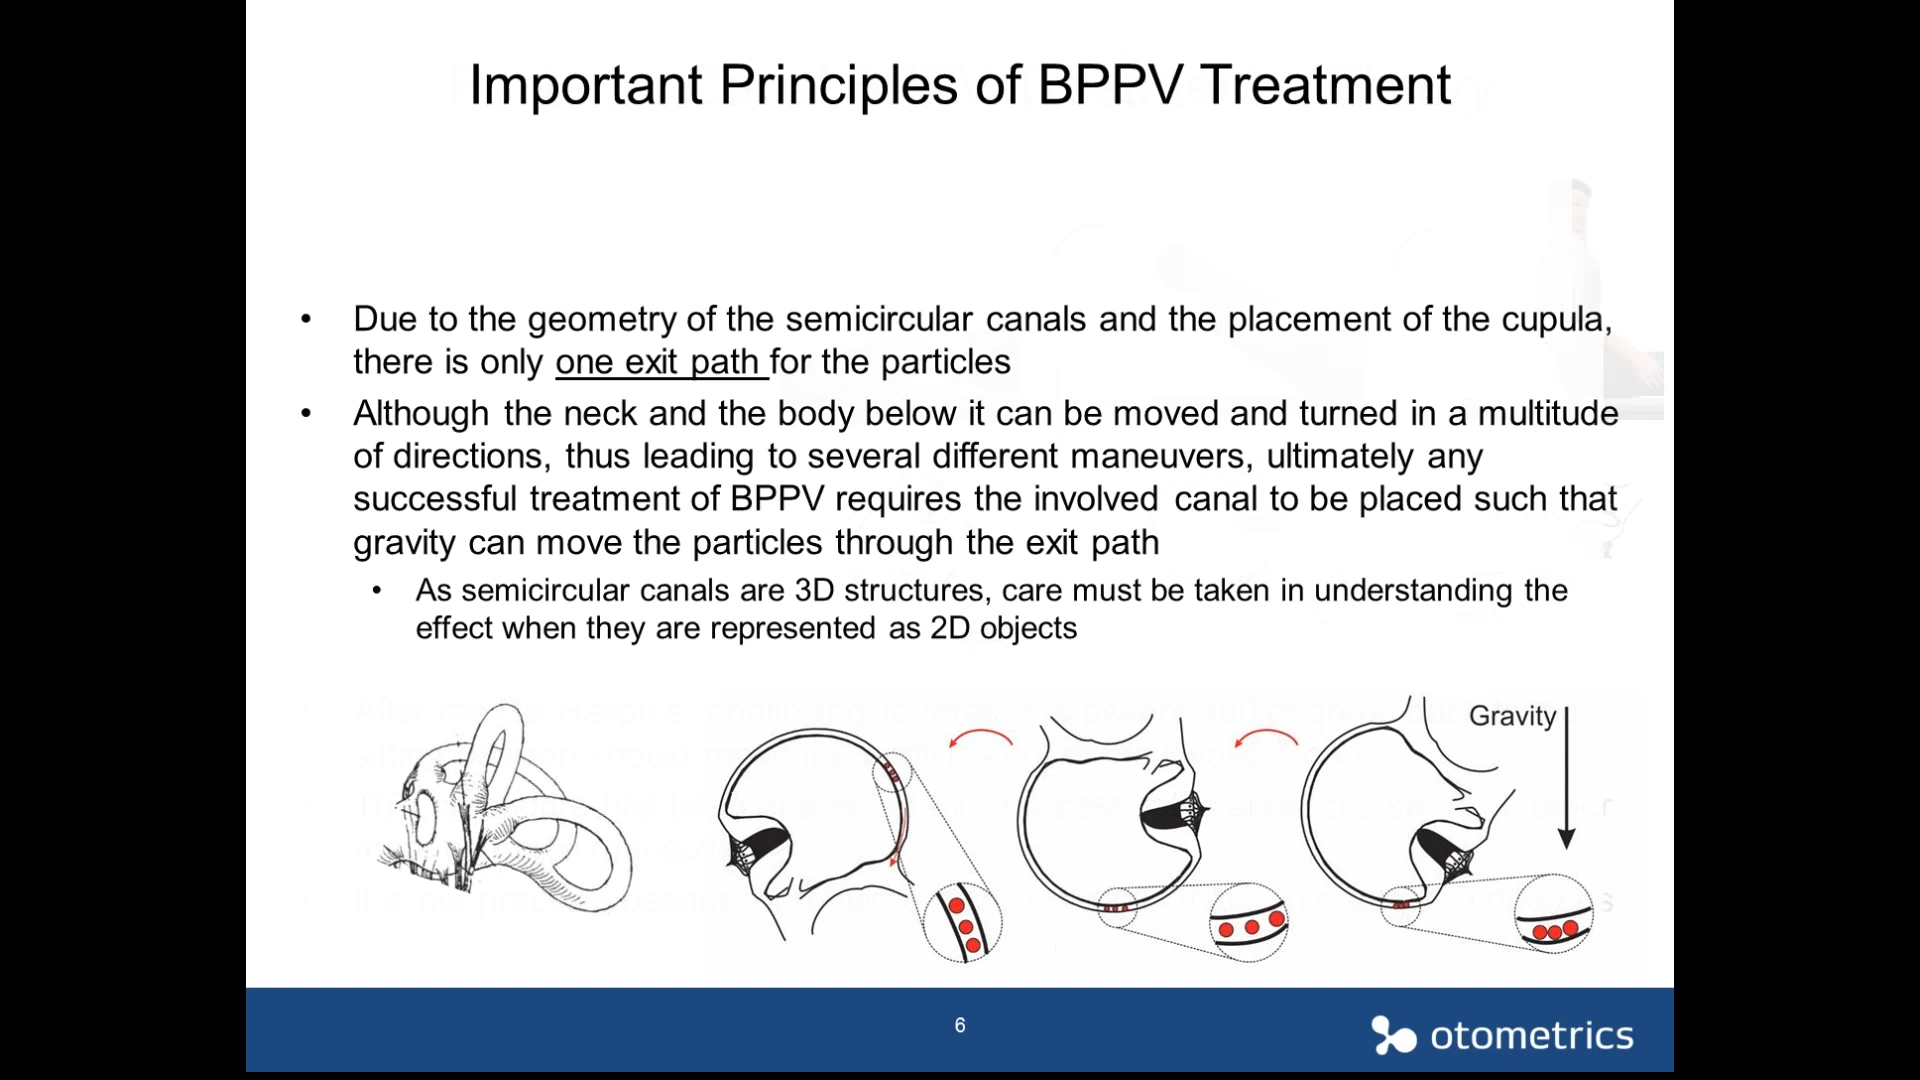 Important Principles of BPPV Treatment
• Due to the geometry of the semicircular canals and the placement of the cupula,
there is only one exit path for the particles
• Although the neck and the body below it can be moved and turned in a multitude
of directions, thus leading to several different maneuvers, ultimately any
successful treatment of BPPV requires the involved canal to be placed such that
gravity can move the particles through the exit path
• As semicircular canals are 3D structures, care must be taken in understanding the
effect when they are represented as 2D objects
Gravity
6
otometrics